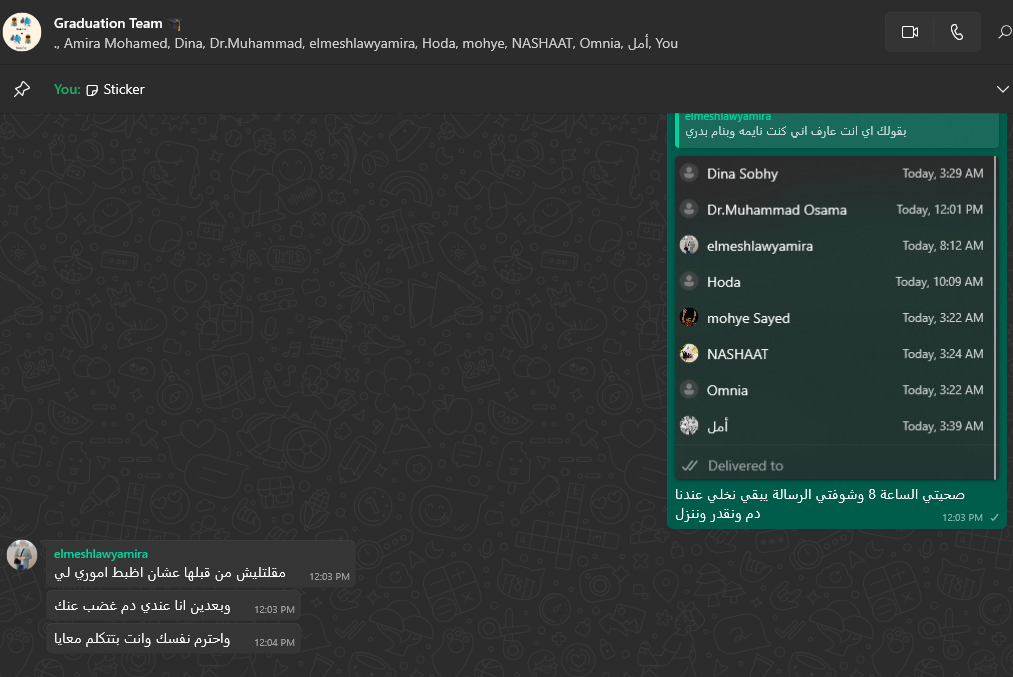 Graduation Team 🎓
., Amira Mohamed, Dina, Dr.Muhammad, elmeshlawyamira, Hoda, mohye, NASHAAT, Omnia, أمل, You
You: Sticker
elmeshlawyamira
بقولك اي انت عارف اني كنت نايمه وبنام بدري
Dina Sobhy Today, 3:29 AM
Dr.Muhammad Osama Today, 12:01 PM
elmeshlawyamira Today, 8:12 AM
Hoda Today, 10:09 AM
mohye Sayed Today, 3:22 AM
NASHAAT Today, 3:24 AM
Omnia Today, 3:22 AM
أمل Today, 3:39 AM
Delivered to
صحيتي الساعة 8 وشوفتي الرسالة يبقي نخلي عندنا
دم ونقدر وننزل
12:03 PM
elmeshlawyamira
مقلتليش من قبلها عشان اظبط اموري لي 12:03 PM
وبعدين انا عندي دم غضب عنك 12:03 PM
واحترم نفسك وانت بتتكلم معايا 12:04 PM